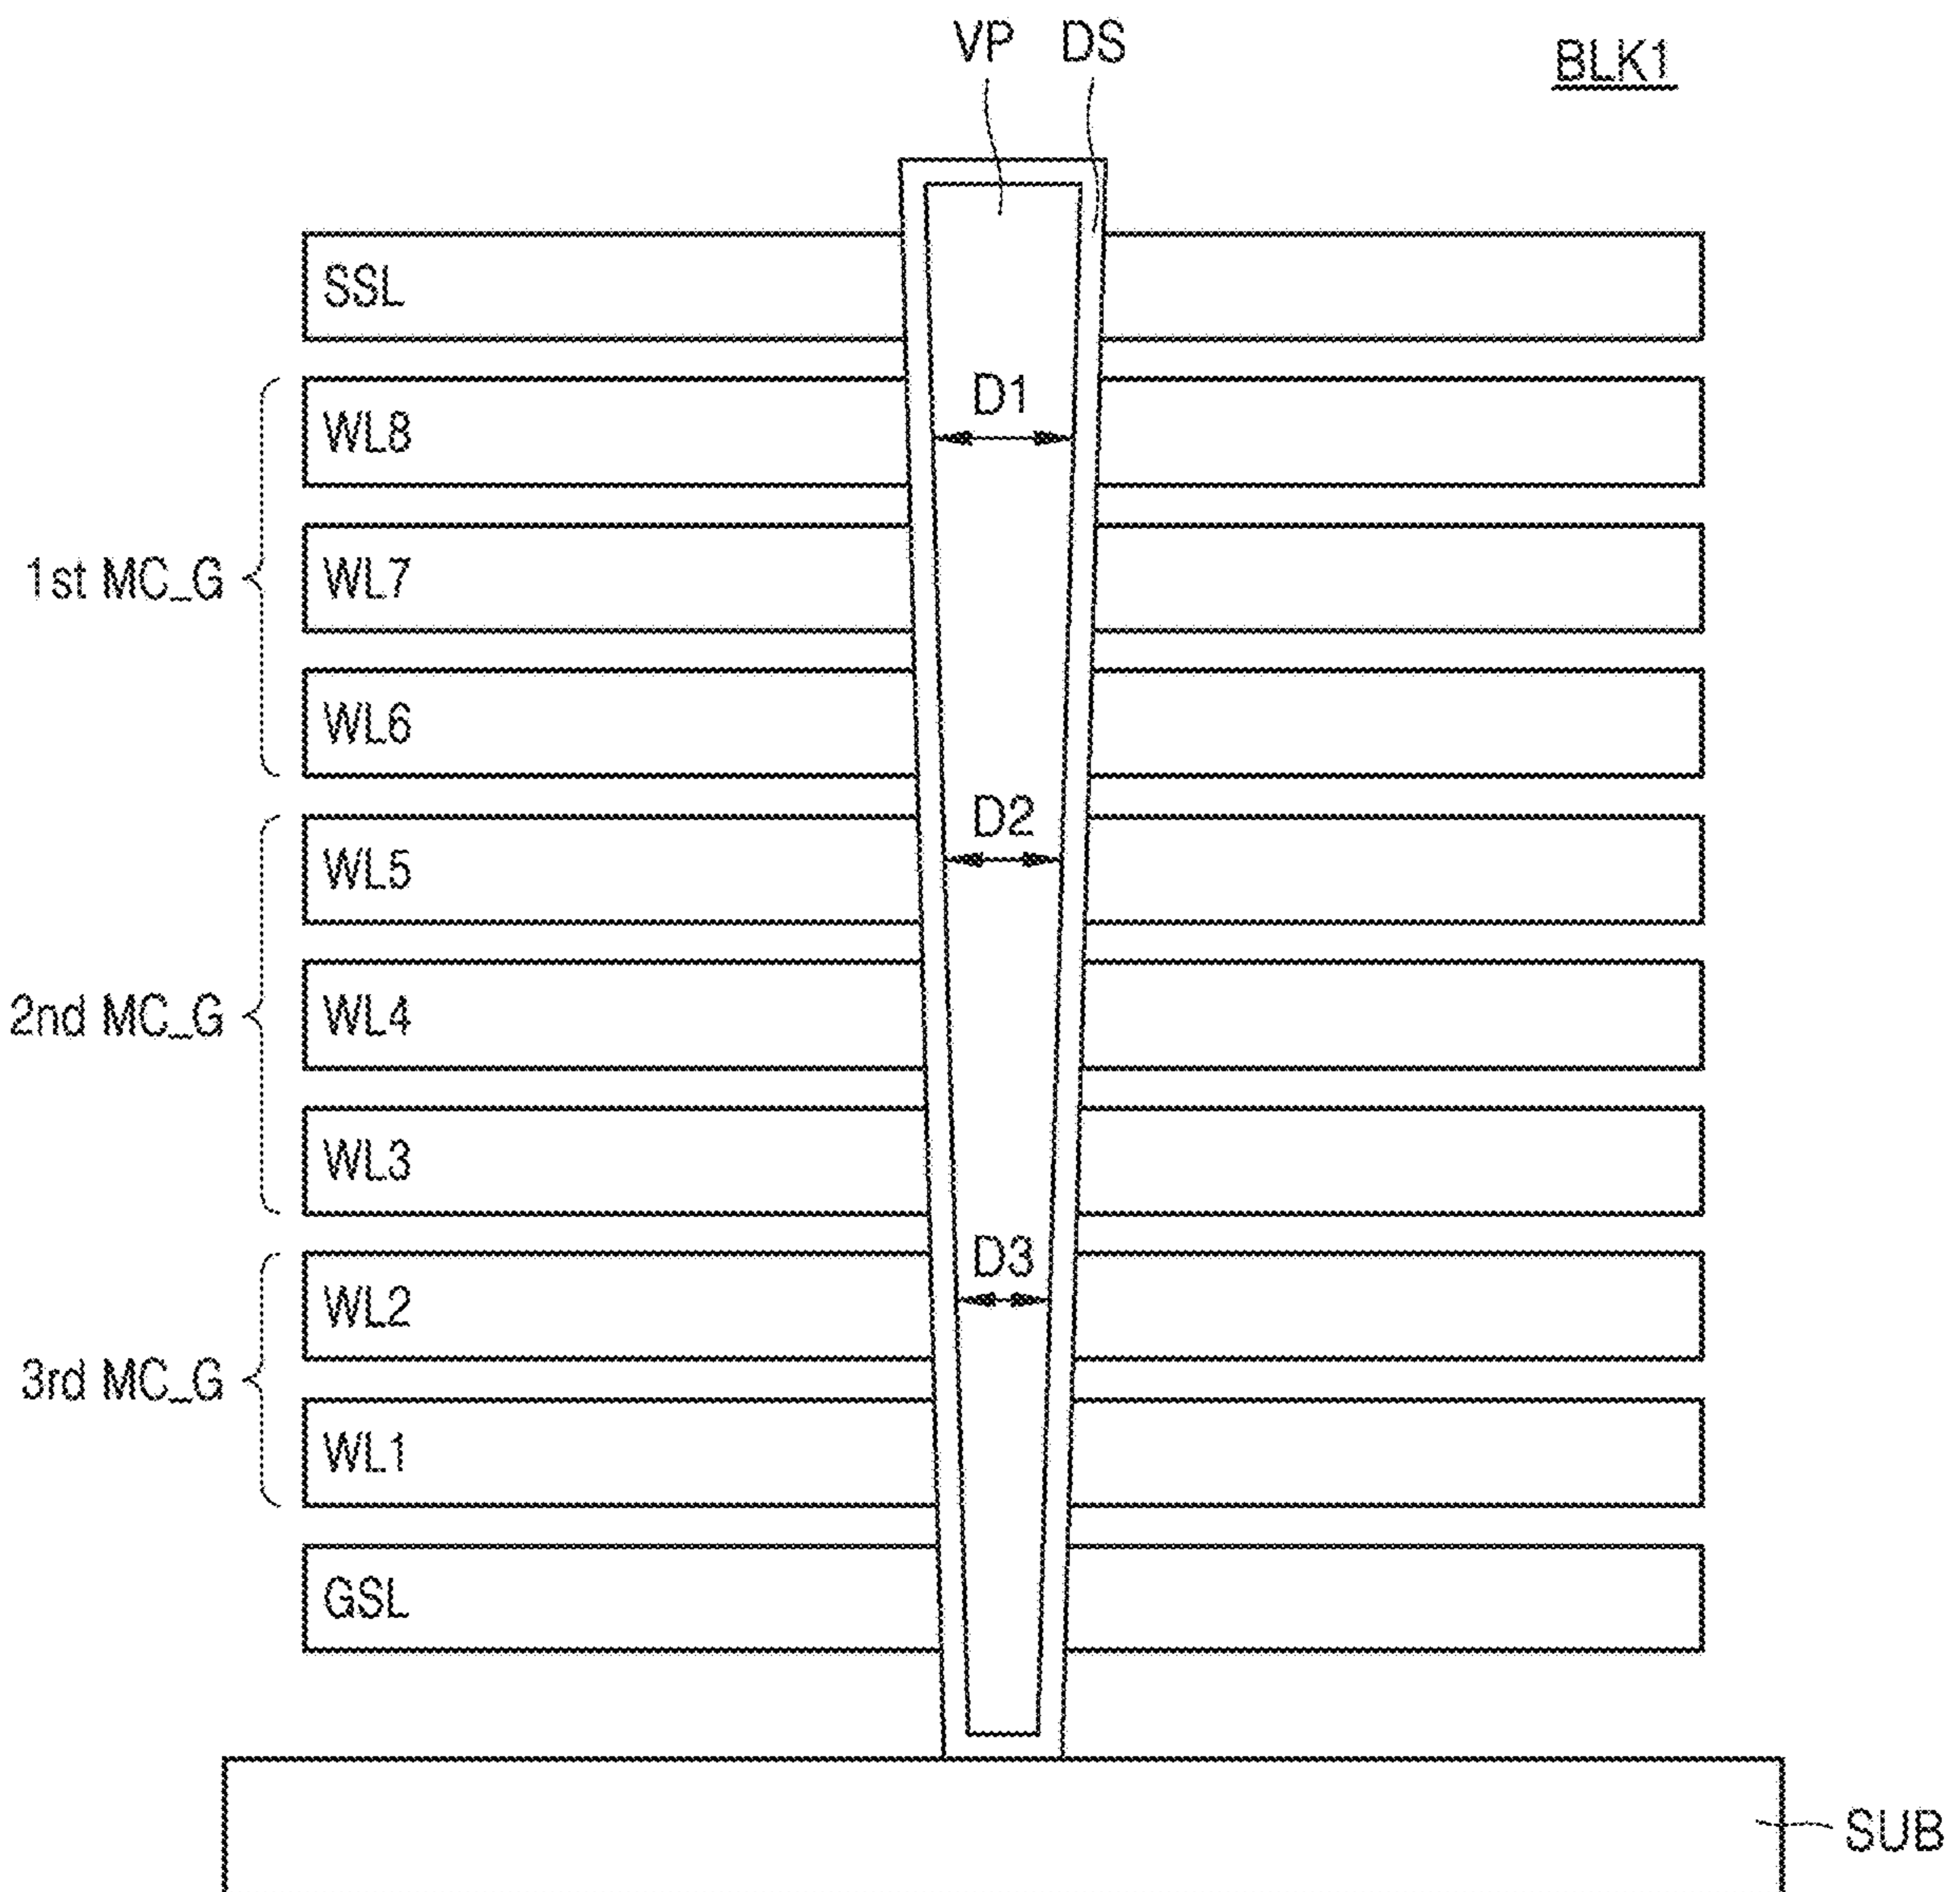 VP DS
BLK1
SSL
D1
WL8
1st MC_G
WL7
WL6
D2
WL5
2nd MC_G
WL4
WL3
D3
WL2
3rd MC_G
WL1
GSL
SUB